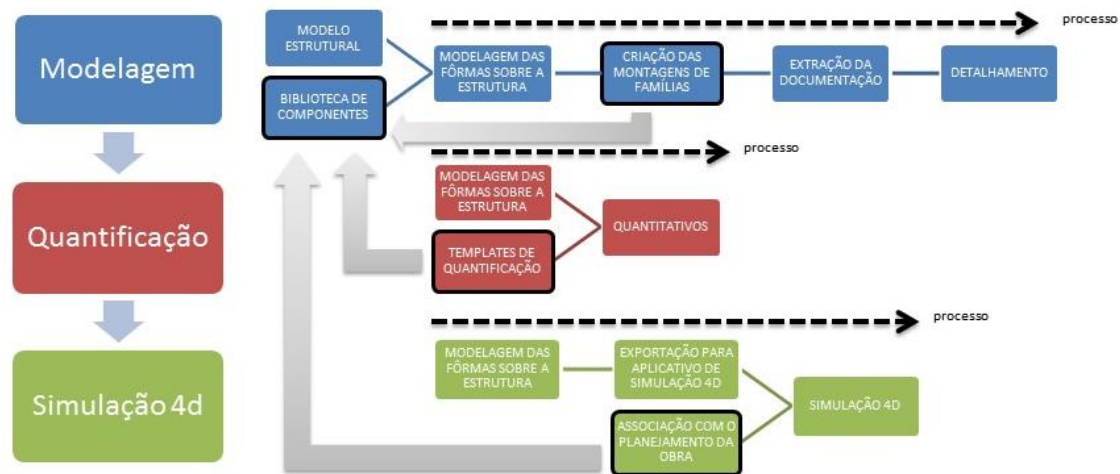 Modelagem
MODELO
ESTRUTURAL
BIBLIOTECA DE
COMPONENTES
MODELAGEM DAS
FÔRMAS SOBRE A
ESTRUTURA
CRIAÇÃO DAS
MONTAGENS DE
FAMÍLIAS
EXTRAÇÃO DA
DOCUMENTAÇÃO
DETALHAMENTO
processo
Quantificação
MODELAGEM DAS
FÔRMAS SOBRE A
ESTRUTURA
TEMPLATES DE
QUANTIFICAÇÃO
QUANTITATIVOS
processo
Simulação 4d
MODELAGEM DAS
FÔRMAS SOBRE A
ESTRUTURA
EXPORTAÇÃO PARA
APLICATIVO DE
SIMULAÇÃO 4D
ASSOCIAÇÃO COM O
PLANEJAMENTO DA
OBRA
SIMULAÇÃO 4D
processo